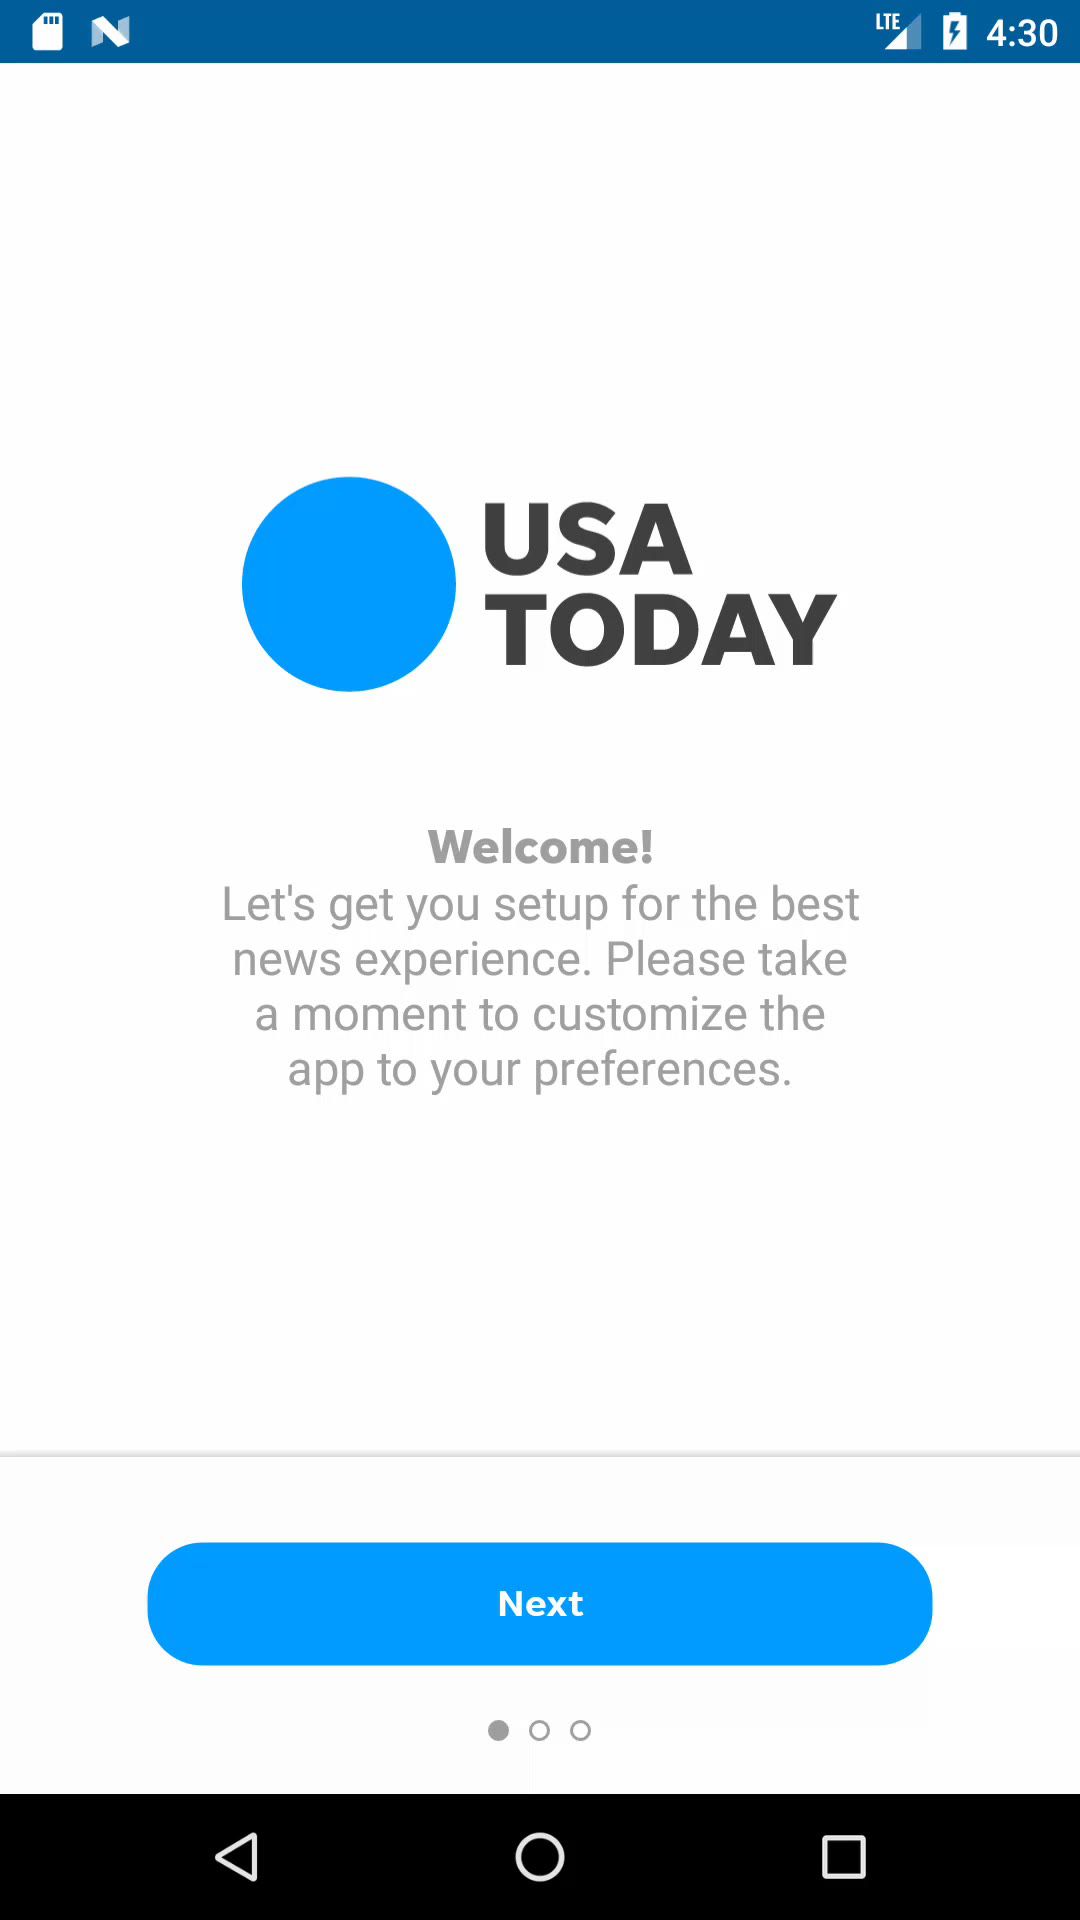 LTE 4:30
USA
TODAY
Welcome!
Let's get you setup for the best
news experience. Please take
a moment to customize the
app to your preferences.
Next